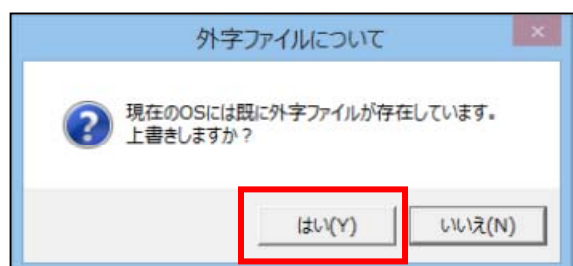 外字ファイルについて
現在のOSには既に外字ファイルが存在しています。
上書きしますか？
はい(Y)
いいえ(N)